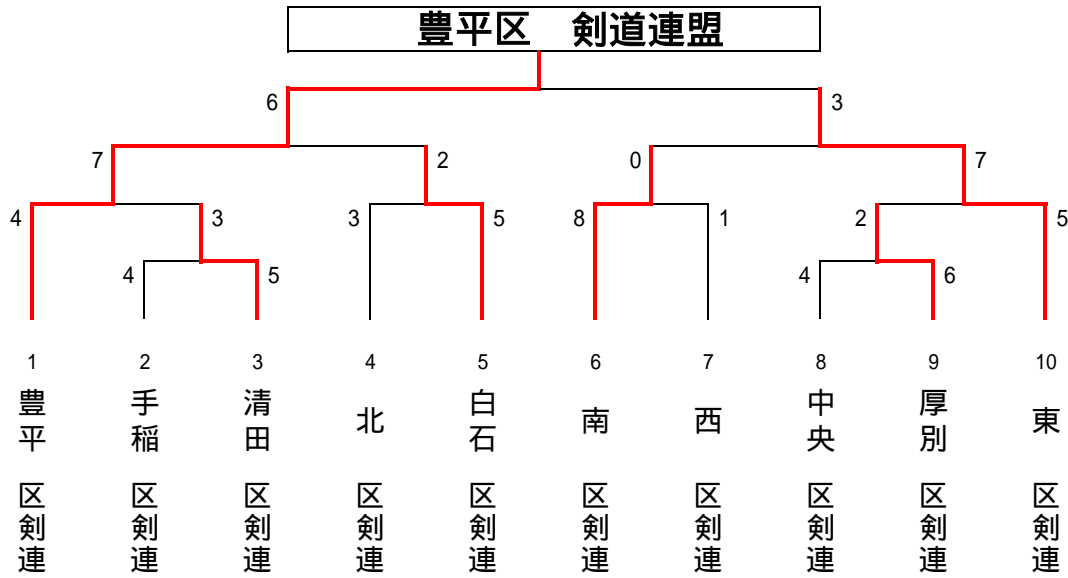 豊平区 剣道連盟
6 3
7 2 0 7
4 3 3 5 8 1 2 5
4 5 4 6
1 2 3 4 5 6 7 8 9 10
豊平区剣連
手稲区剣連
清田区剣連
北区剣連
白石区剣連
南区剣連
西区剣連
中央区剣連
厚別区剣連
東区剣連